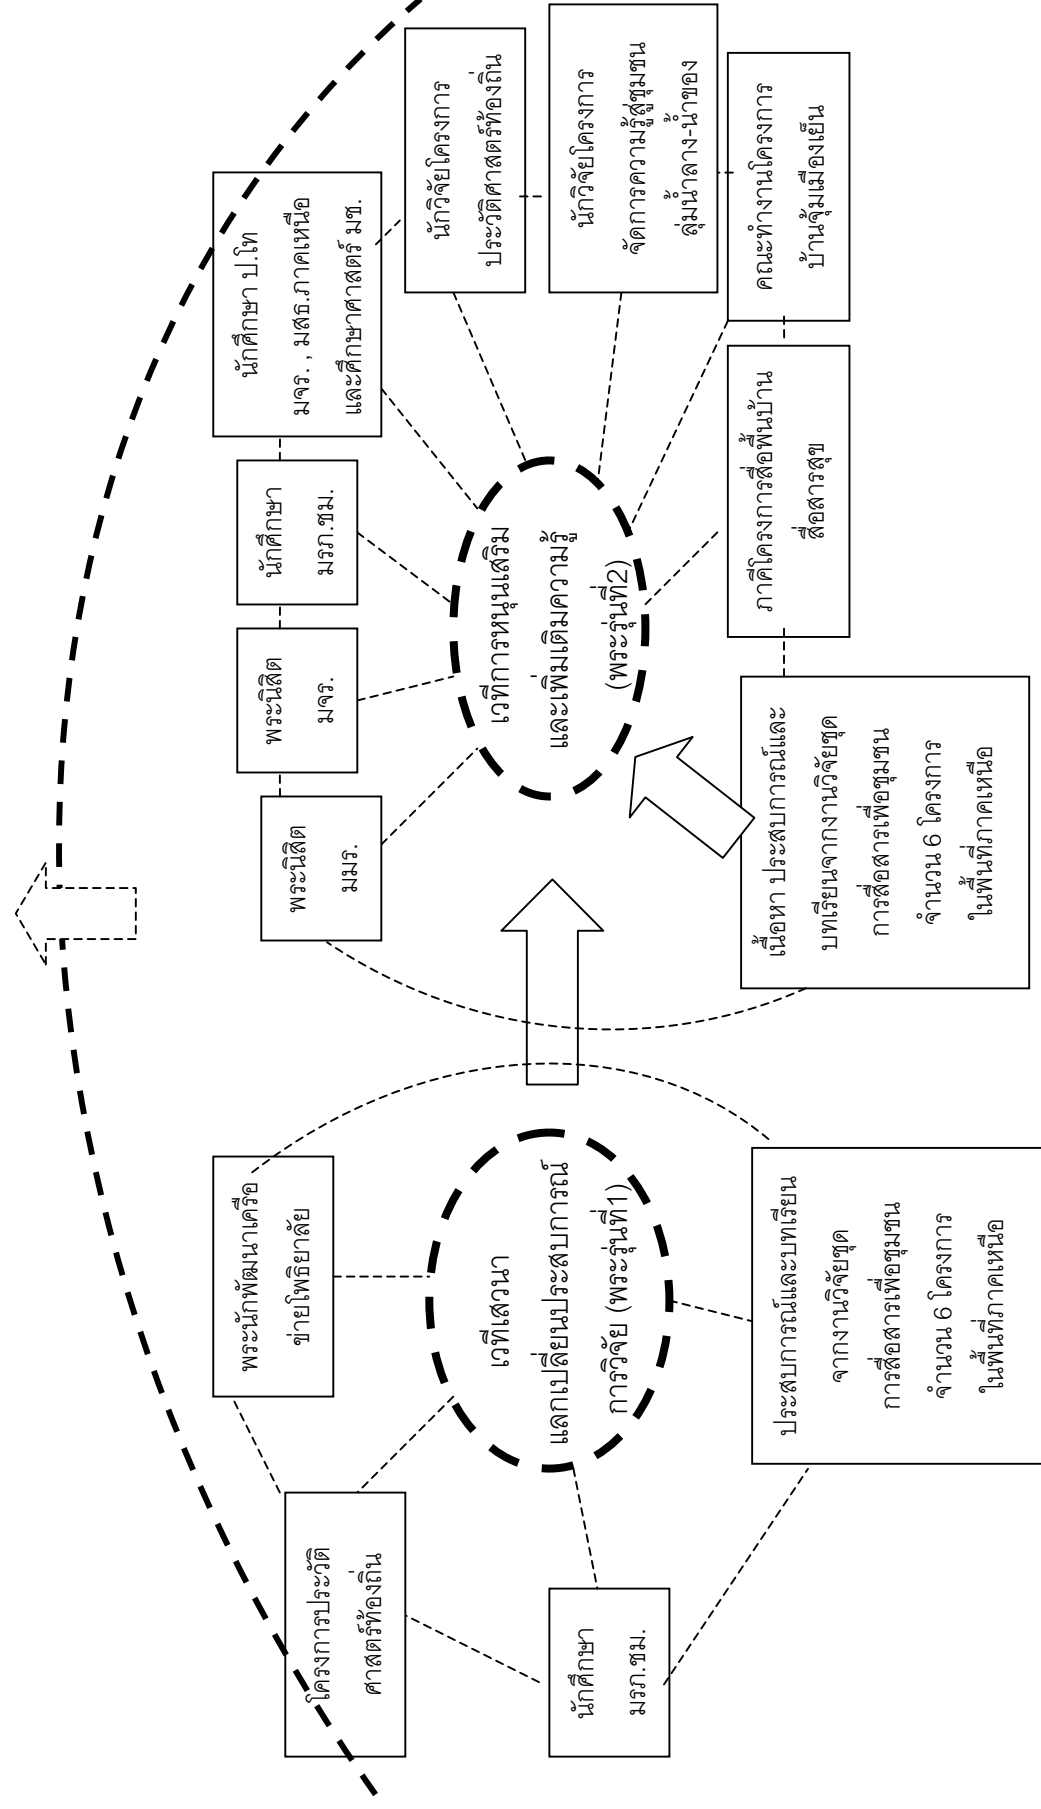 โครงการประวัติ
ศาสตร์ท้องถิ่น
พระนักพัฒนาเครือ
ข่ายโพธิยาลัย
เวทีเสวนา
แลกเปลี่ยนประสบการณ์
การวิจัย (พระรุ่นที่1)
นักศึกษา
มรภ.ชม.
ประสบการณ์และบทเรียน
จากงานวิจัยชุด
การสื่อสารเพื่อชุมชน
จำนวน 6 โครงการ
ในพื้นที่ภาคเหนือ
พระนิสิต
มมร.
พระนิสิต
มจร.
นักศึกษา
มรภ.ชม.
นักศึกษา ป.โท
มจร. , มสธ.ภาคเหนือ
และศึกษาศาสตร์ มช.
นักวิจัยโครงการ
ประวัติศาสตร์ท้องถิ่น
นักวิจัยโครงการ
จัดการความรู้สู่ชุมชน
ลุ่มน้ำลาง-น้ำของ
คณะทำงานโครงการ
บ้านจุ้มเมืองเย็น
เวทีการหนุนเสริม
และเพิ่มเติมความรู้
(พระรุ่นที่2)
ภาคีโครงการสื่อพื้นบ้าน
สื่อสารสุข
เนื้อหา ประสบการณ์และ
บทเรียนจากงานวิจัยชุด
การสื่อสารเพื่อชุมชน
จำนวน 6 โครงการ
ในพื้นที่ภาคเหนือ